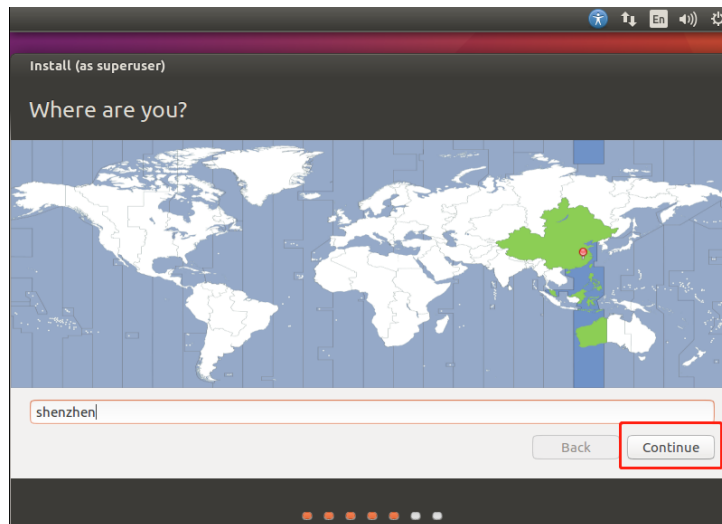 En
Install (as superuser)
Where are you?
shenzhen
Back
Continue